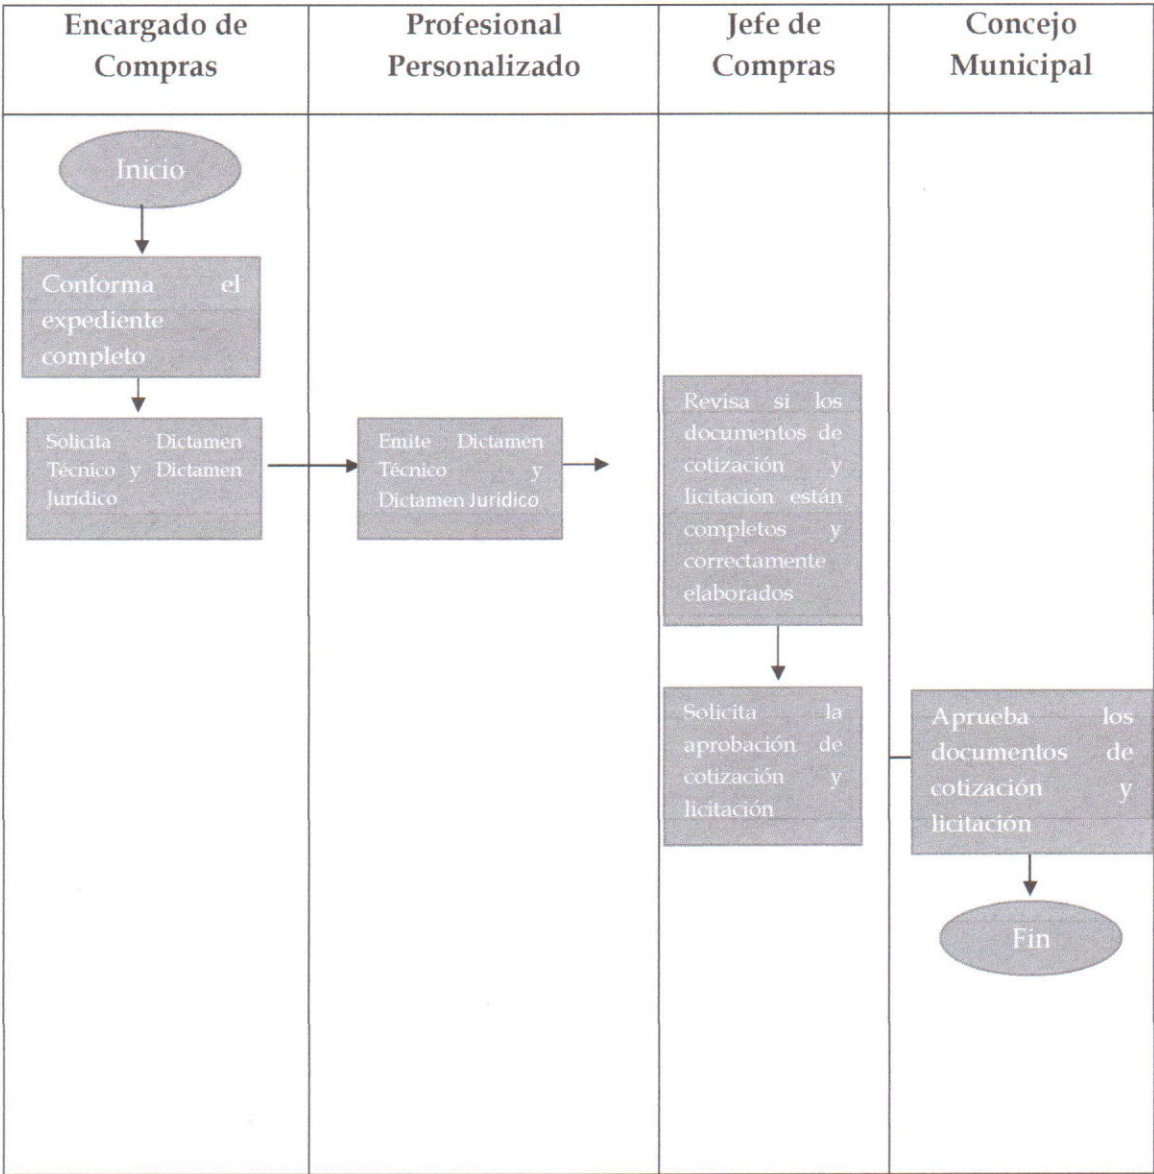 Encargado de
Compras
Profesional
Personalizado
Jefe de
Compras
Concejo
Municipal
Inicio
Conforma el
expediente
completo
Solicita Dictamen
Técnico y Dictamen
Jurídico
Emite Dictamen
Técnico y
Dictamen Jurídico
Revisa si los
documentos de
cotización y
licitación están
completos y
correctamente
elaborados
Solicita la
aprobación de
cotización y
licitación
Aprueba los
documentos de
cotización y
licitación
Fin